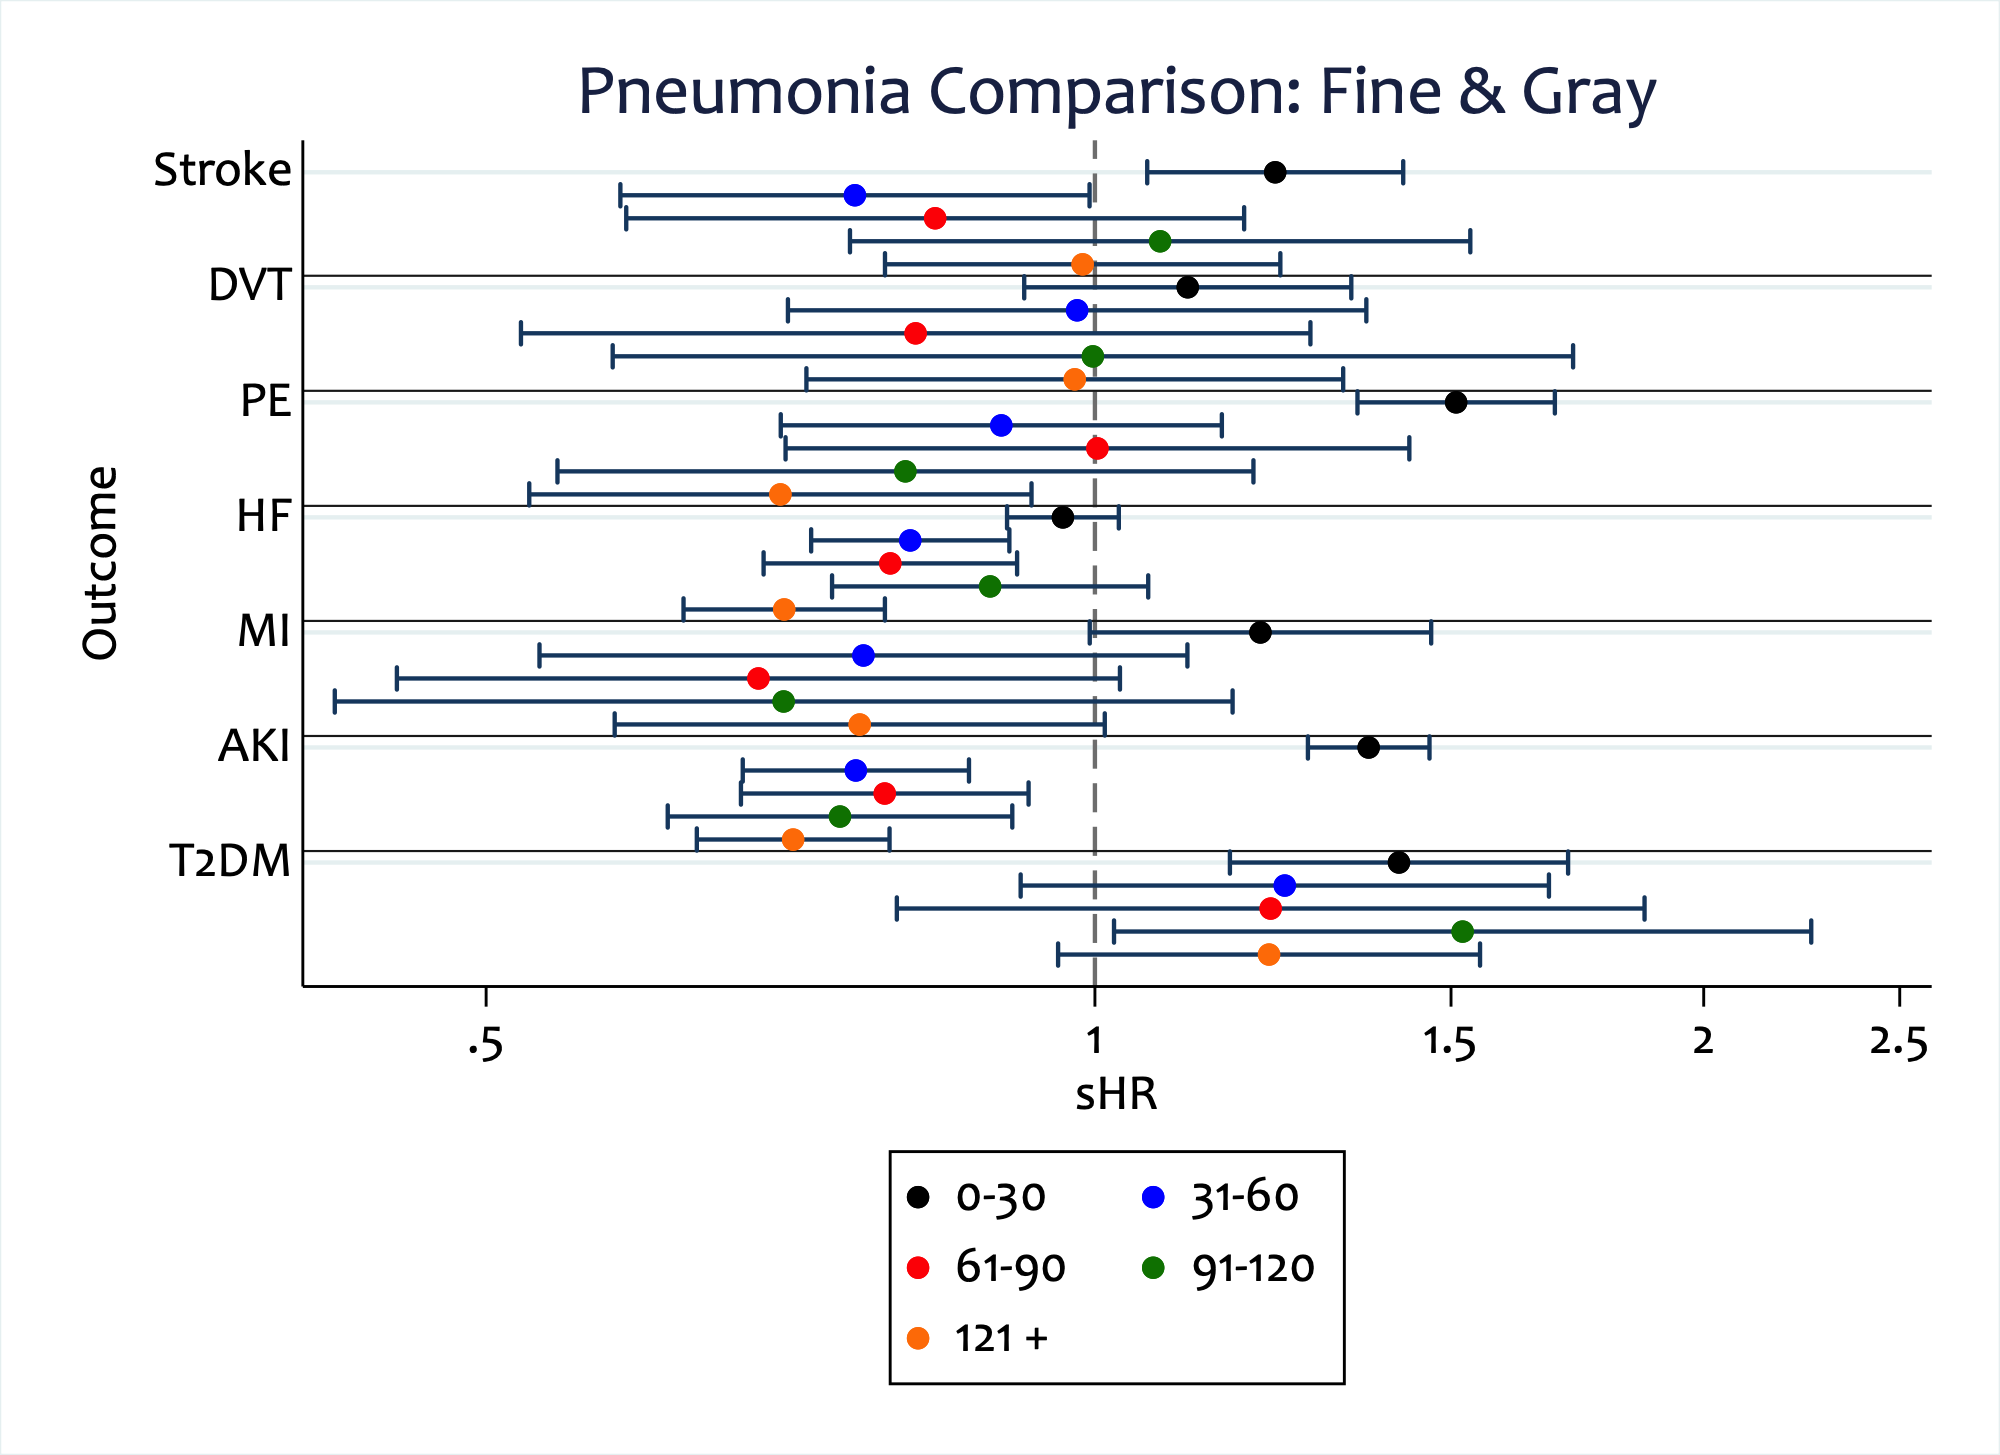 Pneumonia Comparison: Fine & Gray
Stroke
DVT
PE
HF
MI
AKI
T2DM
Outcome
.5 1 1.5 2 2.5
sHR
0-30 31-60
61-90 91-120
121 +